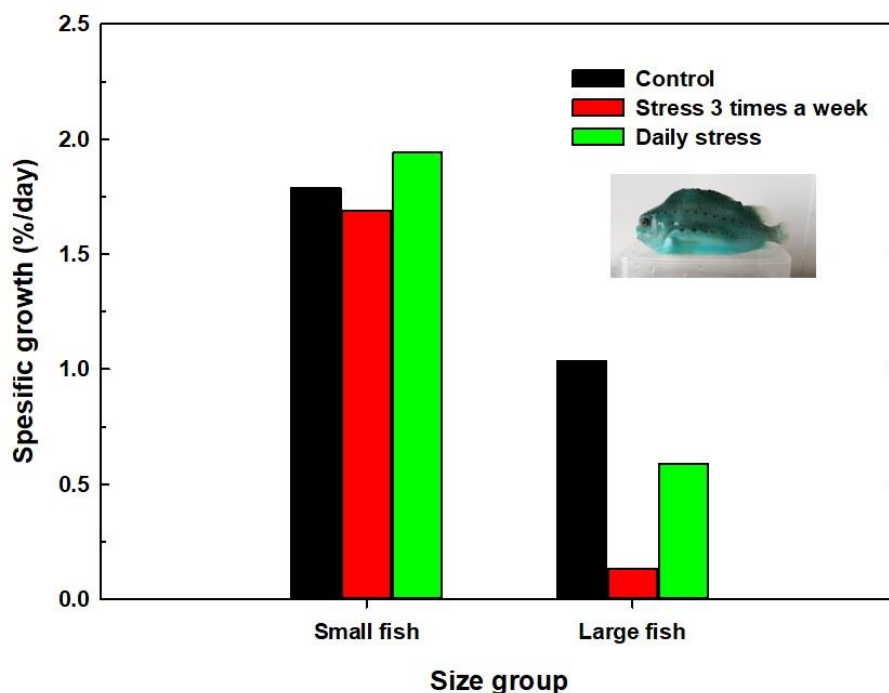 2.5
2.0
1.5
1.0
0.5
0.0
Spesific growth (%/day)
Control
Stress 3 times a week
Daily stress
Small fish
Large fish
Size group